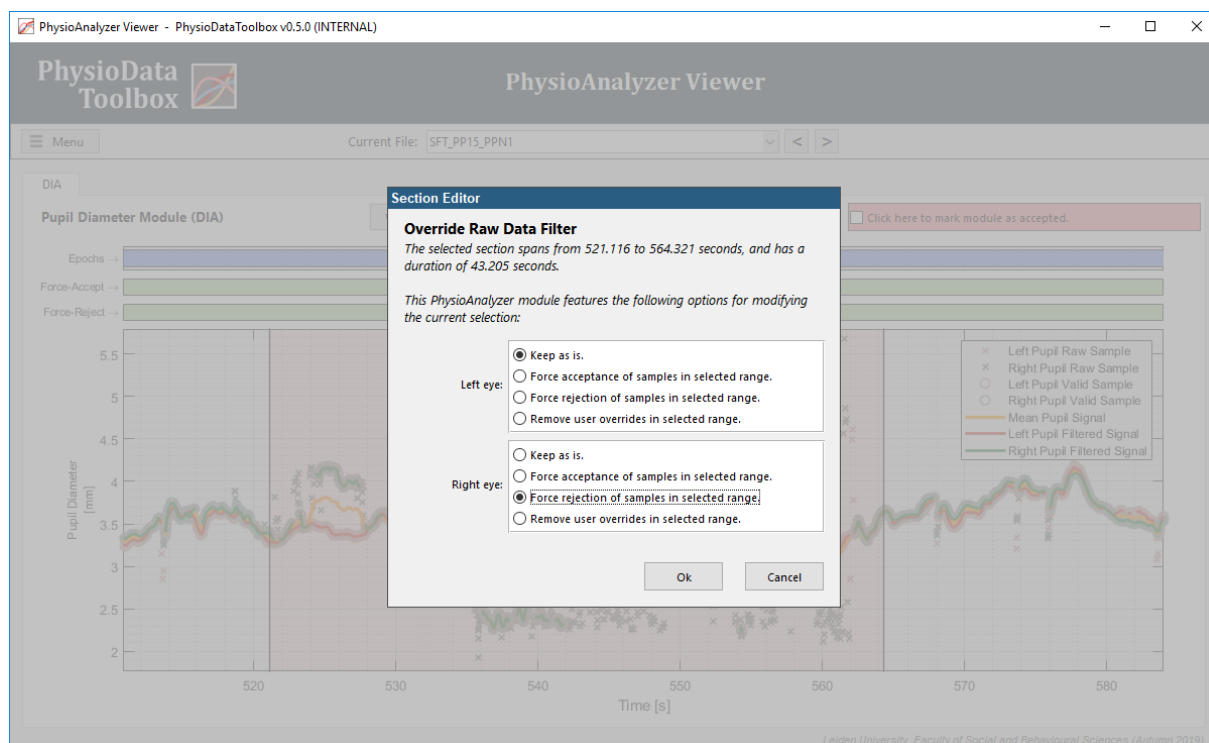 PhysioAnalyzer Viewer - PhysioDataToolbox v0.5.0 (INTERNAL)
PhysioData
Toolbox
PhysioAnalyzer Viewer
Menu
Current File: SFT_PP15_PPN1
< >
DIA
Pupil Diameter Module (DIA)
Click here to mark module as accepted.
Epochs →
Force-Accept →
Force-Reject →
Section Editor
Override Raw Data Filter
The selected section spans from 521.116 to 564.321 seconds, and has a
duration of 43.205 seconds.
This PhysioAnalyzer module features the following options for modifying
the current selection:
Left eye:
Keep as is.
Force acceptance of samples in selected range.
Force rejection of samples in selected range.
Remove user overrides in selected range.
Right eye:
Keep as is.
Force acceptance of samples in selected range.
Force rejection of samples in selected range.
Remove user overrides in selected range.
Ok Cancel
Left Pupil Raw Sample
Right Pupil Raw Sample
Left Pupil Valid Sample
Right Pupil Valid Sample
Mean Pupil Signal
Left Pupil Filtered Signal
Right Pupil Filtered Signal
Pupil Diameter
[mm]
5.5
5
4.5
4
3.5
3
2.5
2
520 530 540 550 560 570 580
Time [s]
Leiden University, Faculty of Social and Behavioural Sciences (Autumn 2019)